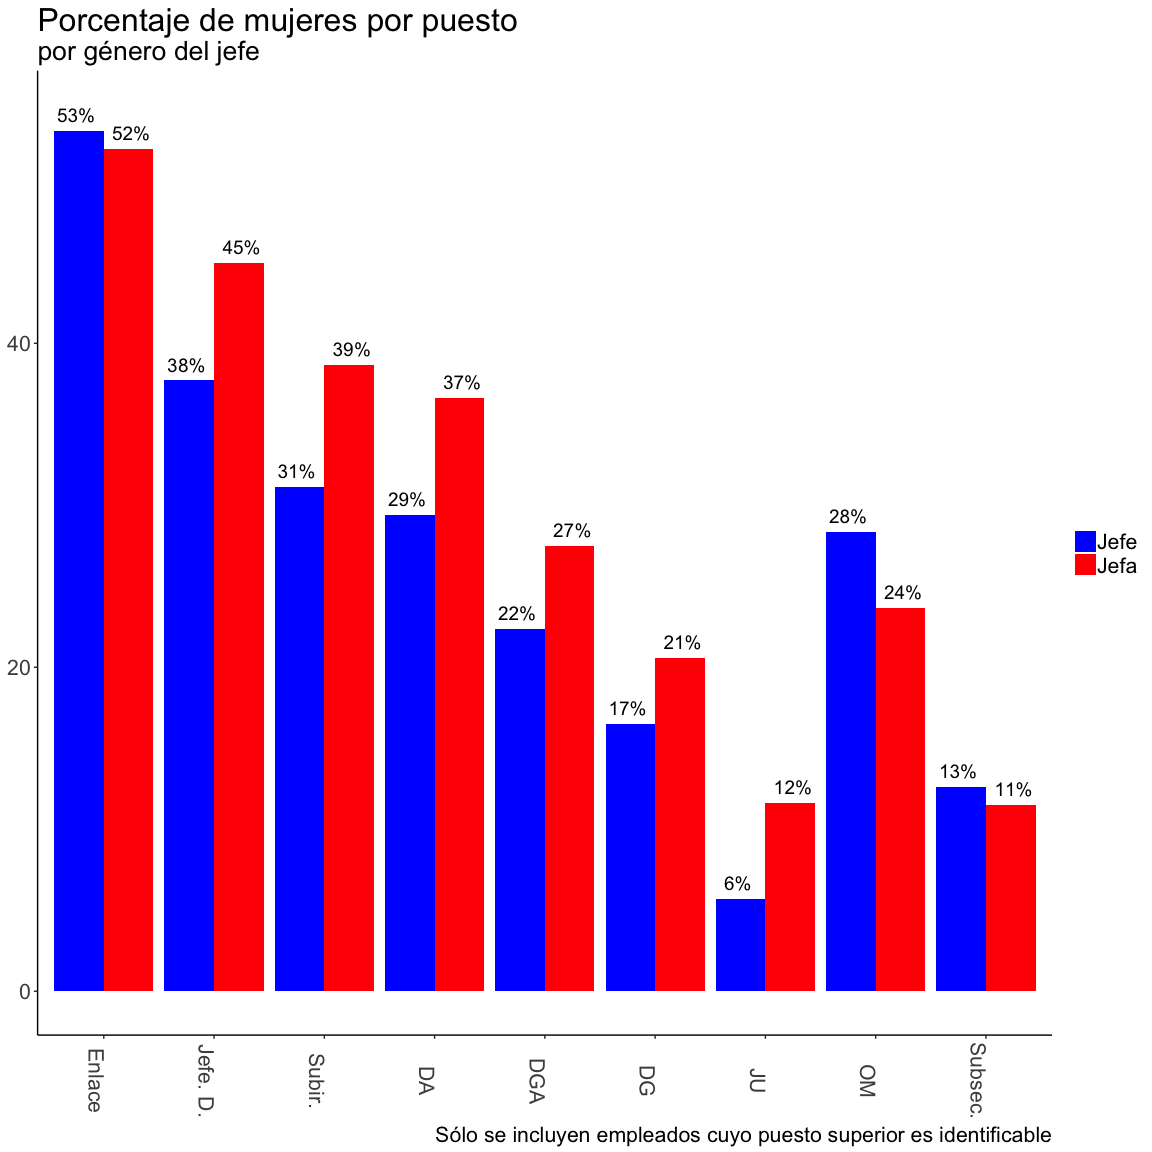 Porcentaje de mujeres por puesto
por género del jefe
53%
52%
38%
45%
31%
39%
29%
37%
22%
27%
17%
21%
6%
12%
28%
24%
13%
11%
40
20
0
Jefe
Jefa
Enlace
Jefe. D.
Subir.
DA
DGA
DG
JU
OM
Subsec.
Sólo se incluyen empleados cuyo puesto superior es identificable